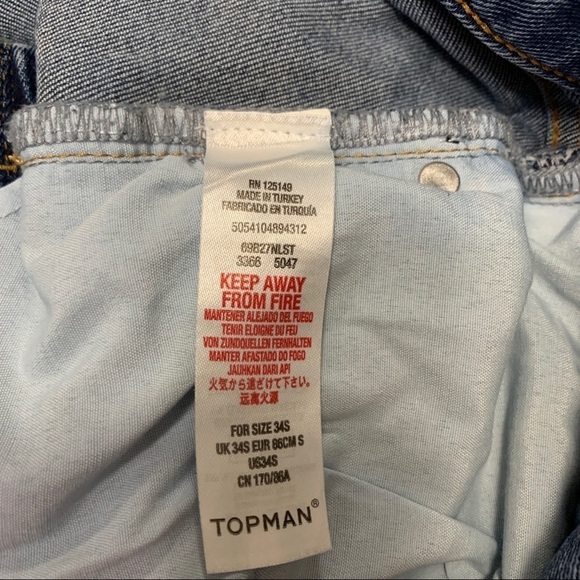 RN 125149
MADE IN TURKEY
FABRICADO EN TURQUÍA
5054104894312
69B27NLST
3366 5047
KEEP AWAY
FROM FIRE
MANTENER ALEJADO DEL FUEGO
TENIR ELOIGNE DU FEU
VON ZUNDQUELLEN FERNHALTEN
MANTER AFASTADO DO FOGO
JAUHKAN DARI API
火気から遠ざけて下さい。
远离火源
FOR SIZE 34S
UK 34S EUR 86CM S
US34S
CN 170/86A
TOPMAN®